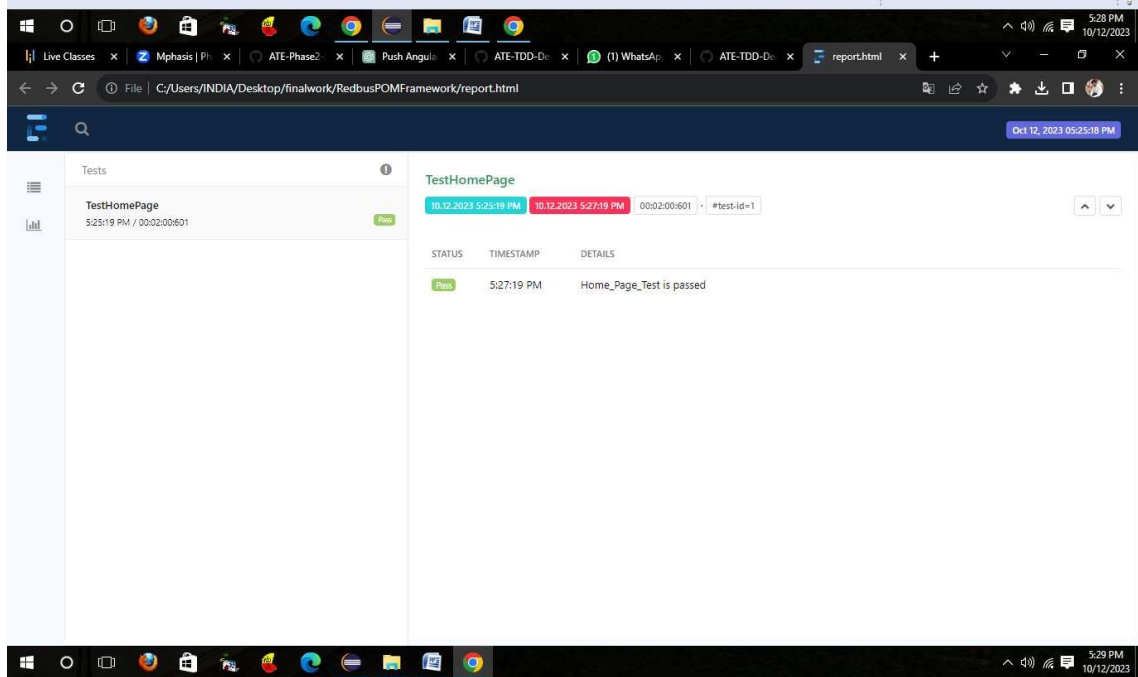 5:28 PM
10/12/2023
Live Classes
Mphasis | Ph
ATE-Phase2-
Push Angula
ATE-TDD-De
(1) WhatsAp
ATE-TDD-De
report.html
File | C:/Users/INDIA/Desktop/finalwork/RedbusPOMFramework/report.html
Oct 12, 2023 05:25:18 PM
Tests
TestHomePage
5:25:19 PM / 00:02:00:601
Pass
TestHomePage
10.12.2023 5:25:19 PM 10.12.2023 5:27:19 PM 00:02:00:601 · #test-id=1
STATUS TIMESTAMP DETAILS
Pass 5:27:19 PM Home_Page_Test is passed
5:29 PM
10/12/2023